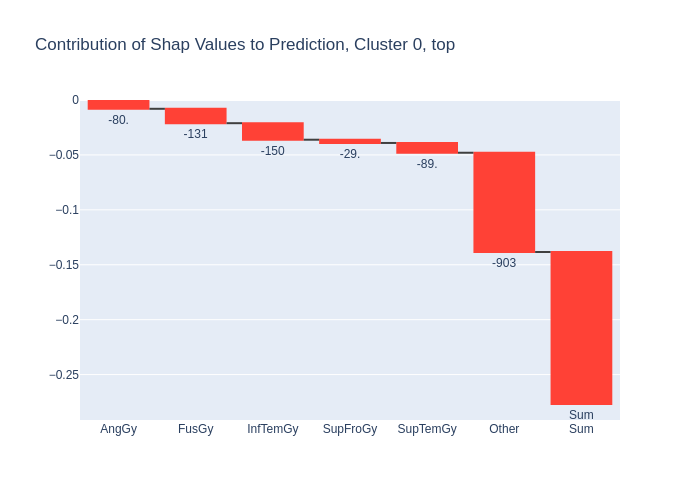 Contribution of Shap Values to Prediction, Cluster 0, top
0
−0.05
−0.1
−0.15
−0.2
−0.25
-80.
-131
-150
-29.
-89.
-903
Sum
AngGy
FusGy
InfTemGy
SupFroGy
SupTemGy
Other
Sum